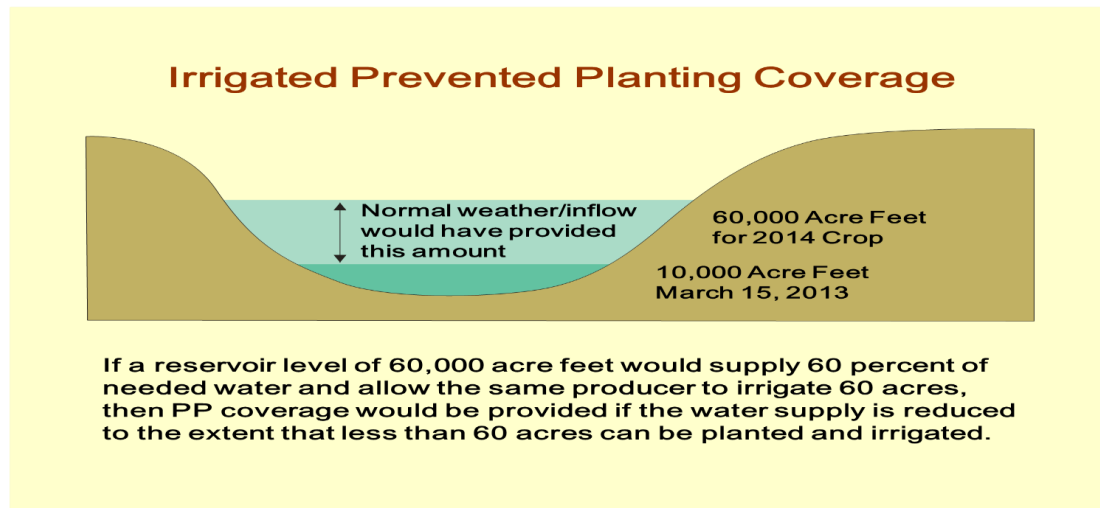 Irrigated Prevented Planting Coverage
Normal weather/inflow
would have provided
this amount
60,000 Acre Feet
for 2014 Crop
10,000 Acre Feet
March 15, 2013
If a reservoir level of 60,000 acre feet would supply 60 percent of
needed water and allow the same producer to irrigate 60 acres,
then PP coverage would be provided if the water supply is reduced
to the extent that less than 60 acres can be planted and irrigated.